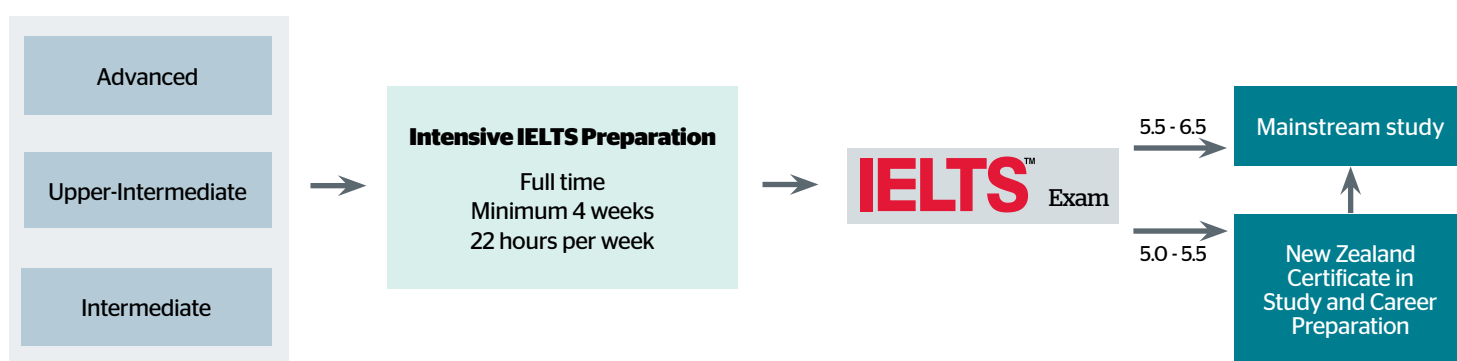 Advanced
Upper-Intermediate
Intermediate
Intensive IELTS Preparation
Full time
Minimum 4 weeks
22 hours per week
IELTS™ Exam
5.5 - 6.5
5.0 - 5.5
Mainstream study
New Zealand
Certificate in
Study and Career
Preparation